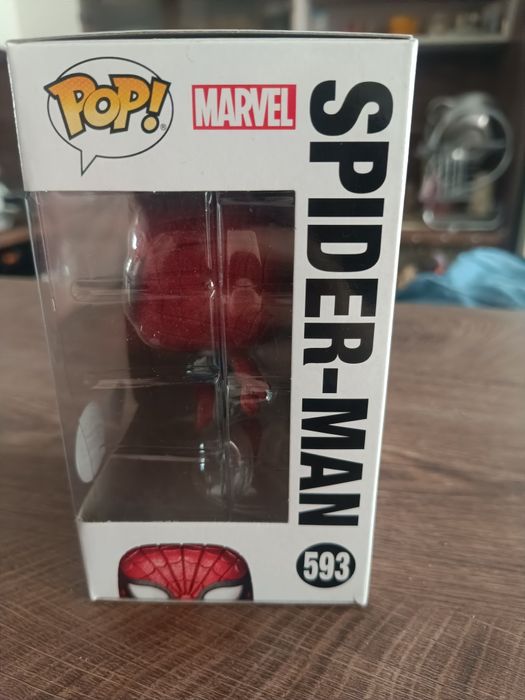 POP!
MARVEL
SPIDER-MAN
593